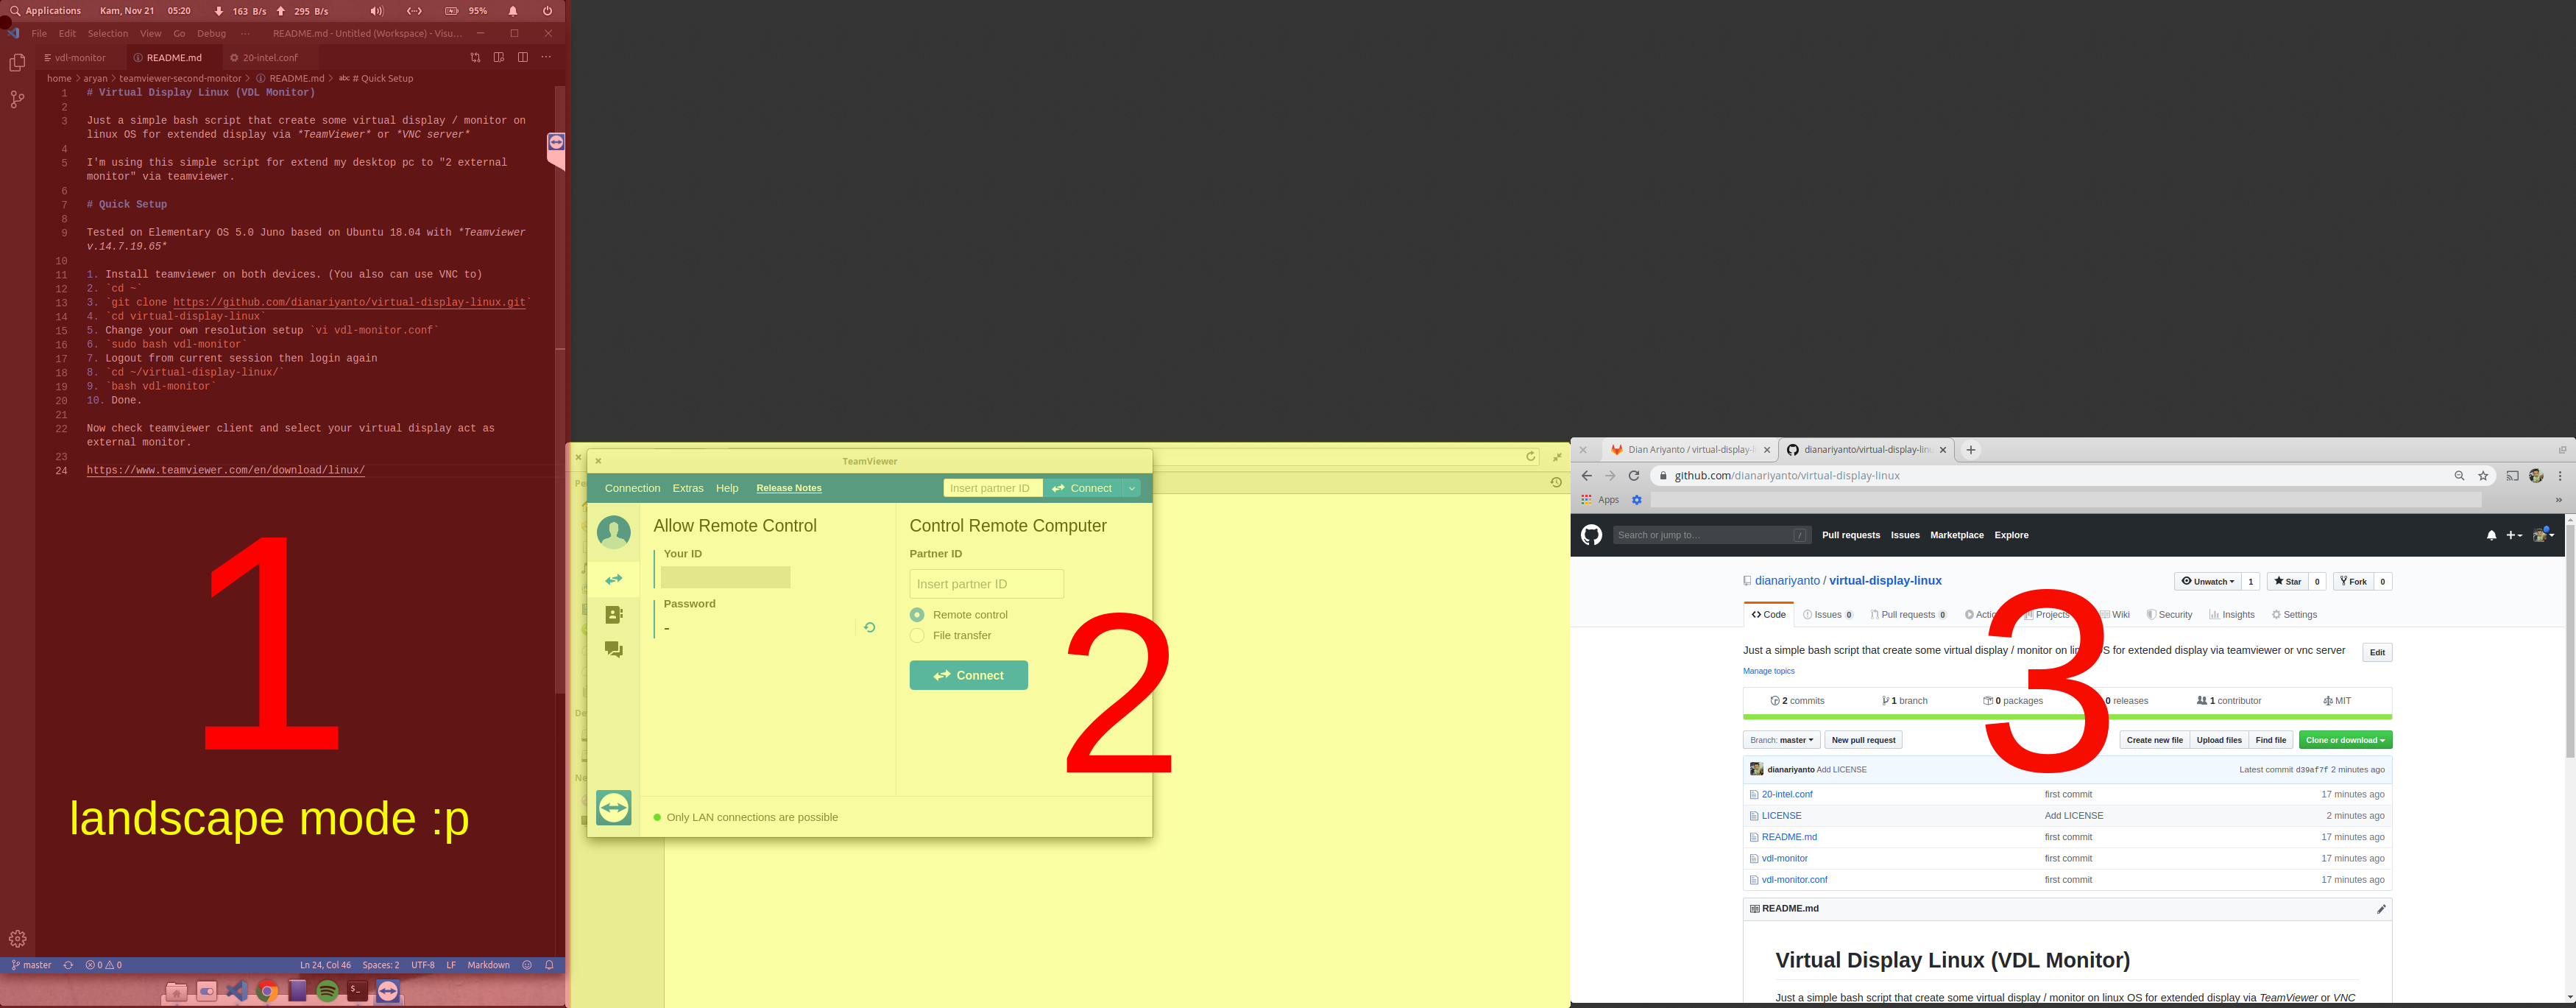 Applications Kam, Nov 21 05:20 163 B/s 295 B/s 95%
File Edit Selection View Go Debug ... README.md - Untitled (Workspace) - Visu...
vdl-monitor README.md 20-intel.conf
home > aryan > teamviewer-second-monitor > README.md > abc # Quick Setup
1 # Virtual Display Linux (VDL Monitor)
2
3 Just a simple bash script that create some virtual display / monitor on
linux OS for extended display via *TeamViewer* or *VNC server*
4
5 I'm using this simple script for extend my desktop pc to "2 external
monitor" via teamviewer.
6
7 # Quick Setup
8
9 Tested on Elementary OS 5.0 Juno based on Ubuntu 18.04 with *Teamviewer
v.14.7.19.65*
10
11 1. Install teamviewer on both devices. (You also can use VNC to)
12 2. `cd ~`
13 3. `git clone https://github.com/dianariyanto/virtual-display-linux.git`
14 4. `cd virtual-display-linux`
15 5. Change your own resolution setup `vi vdl-monitor.conf`
16 6. `sudo bash vdl-monitor`
17 7. Logout from current session then login again
18 8. `cd ~/virtual-display-linux/`
19 9. `bash vdl-monitor`
20 10. Done.
21
22 Now check teamviewer client and select your virtual display act as
external monitor.
23
24 https://www.teamviewer.com/en/download/linux/
1
landscape mode :p
master 0 0 Ln 24, Col 46 Spaces: 2 UTF-8 LF Markdown
TeamViewer
Connection Extras Help Release Notes Insert partner ID Connect
Allow Remote Control
Your ID
Password
-
Control Remote Computer
Partner ID
Insert partner ID
Remote control
File transfer
Connect
Only LAN connections are possible
2
Dian Ariyanto / virtual-display-l dianariyanto/virtual-display-lin
github.com/dianariyanto/virtual-display-linux
Apps
Search or jump to... / Pull requests Issues Marketplace Explore
dianariyanto / virtual-display-linux Unwatch 1 Star 0 Fork 0
Code Issues 0 Pull requests 0 Projects Wiki Security Insights Settings
3
Just a simple bash script that create some virtual display / monitor on linux OS for extended display via teamviewer or vnc server Edit
Manage topics
2 commits 1 branch 0 packages 0 releases 1 contributor MIT
Branch: master New pull request Create new file Upload files Find file Clone or download
dianariyanto Add LICENSE Latest commit d39af7f 2 minutes ago
20-intel.conf first commit 17 minutes ago
LICENSE Add LICENSE 2 minutes ago
README.md first commit 17 minutes ago
vdl-monitor first commit 17 minutes ago
vdl-monitor.conf first commit 17 minutes ago
README.md
Virtual Display Linux (VDL Monitor)
Just a simple bash script that create some virtual display / monitor on linux OS for extended display via TeamViewer or VNC